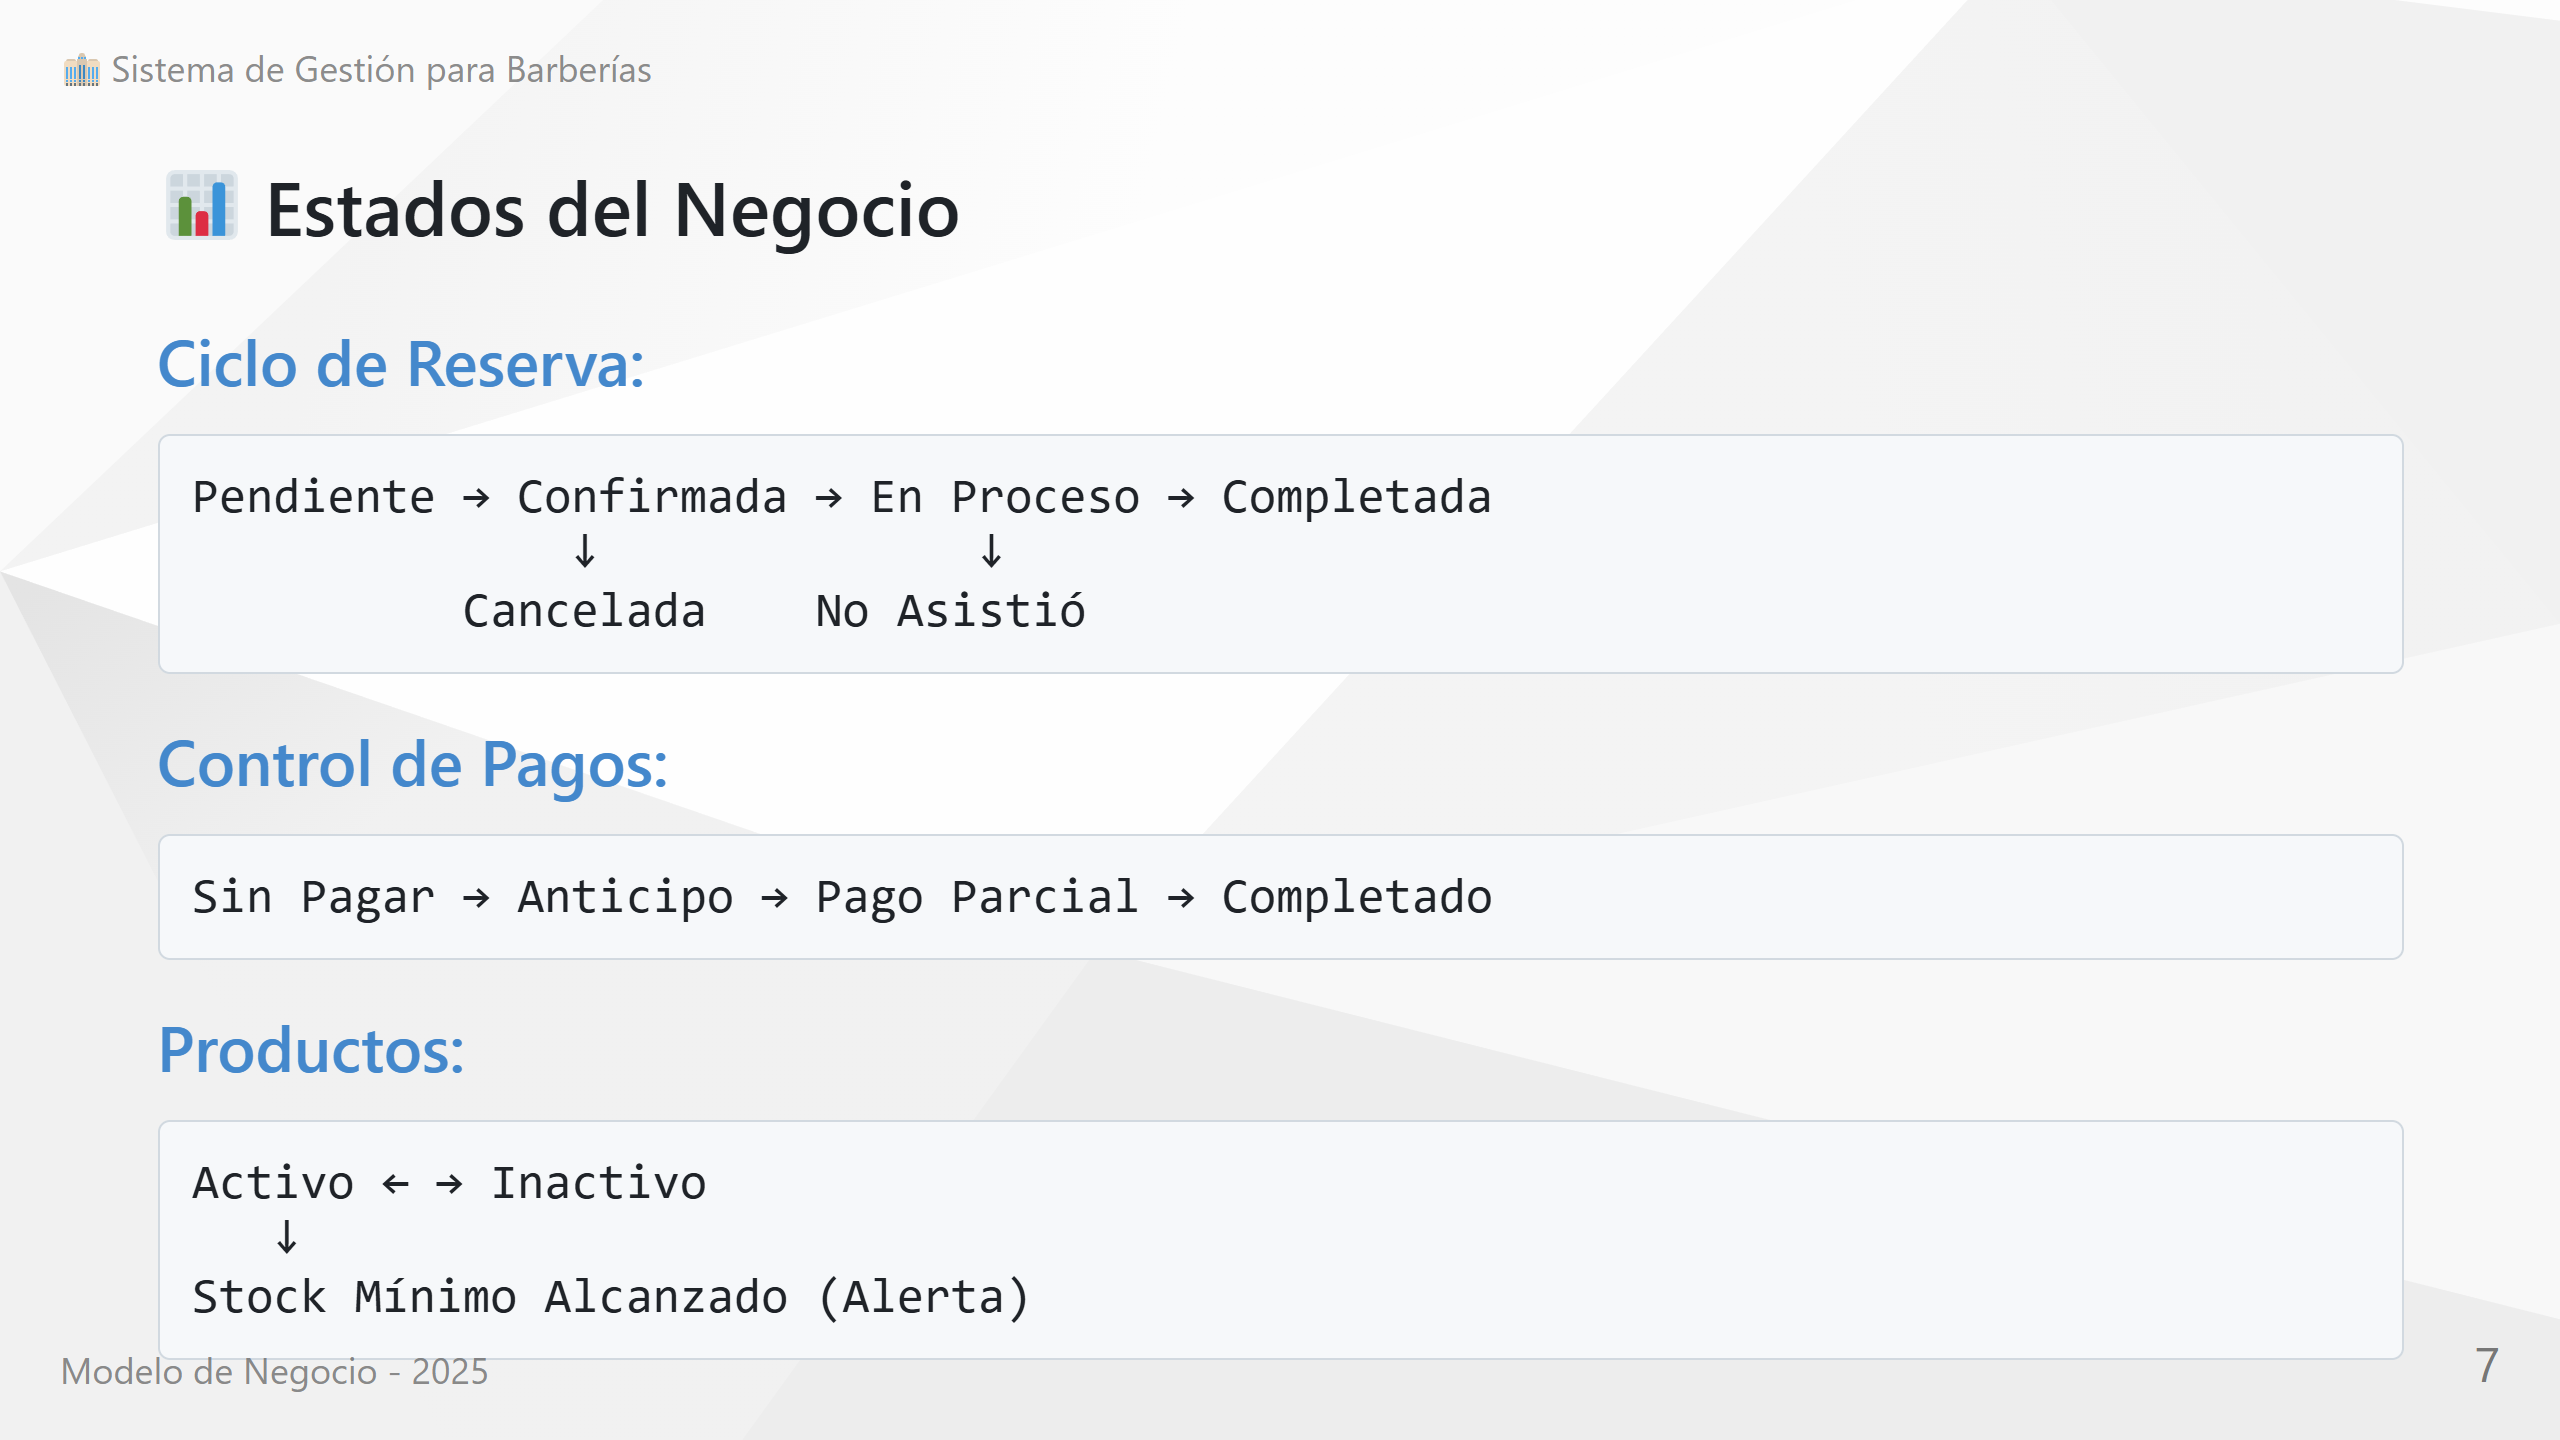 Sistema de Gestión para Barberías
Estados del Negocio
Ciclo de Reserva:
Pendiente → Confirmada → En Proceso → Completada
↓ ↓
Cancelada No Asistió
Control de Pagos:
Sin Pagar → Anticipo → Pago Parcial → Completado
Productos:
Activo ← → Inactivo
↓
Stock Mínimo Alcanzado (Alerta)
Modelo de Negocio - 2025
7